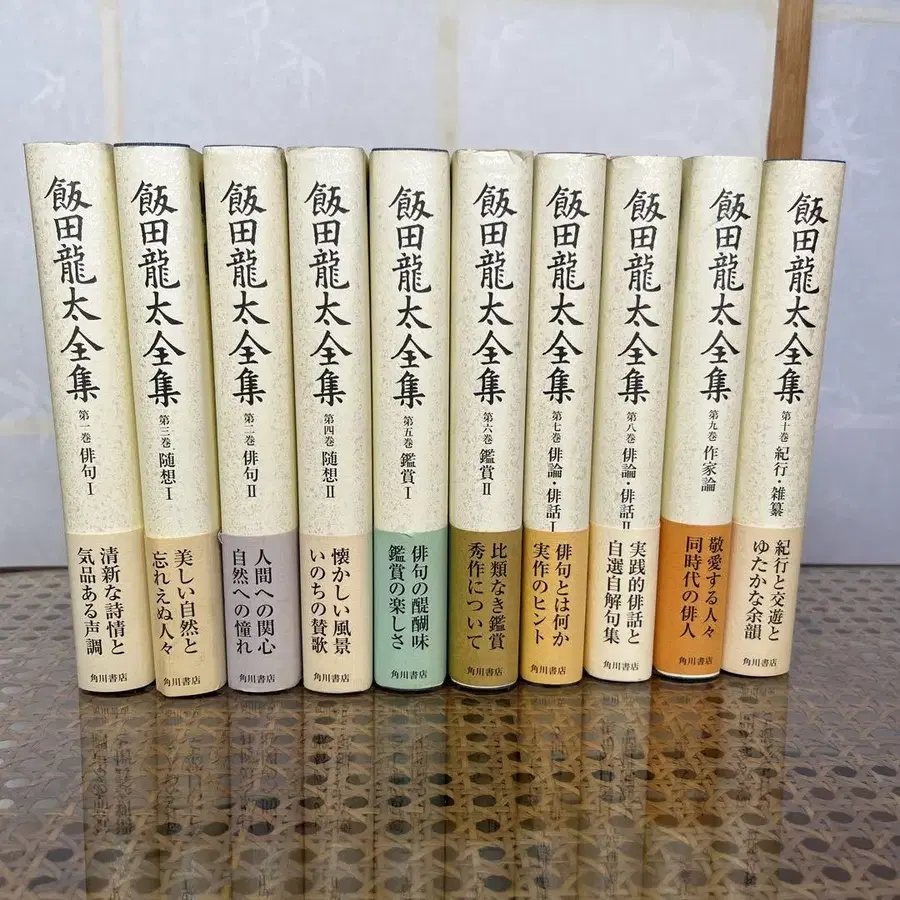 飯田龍太全集
第一巻 俳句Ⅰ
清新な詩情と
気品ある声調
角川書店
飯田龍太全集
第三巻 随想Ⅰ
美しい自然と
忘れえぬ人々
角川書店
飯田龍太全集
第二巻 俳句Ⅱ
人間への関心
自然への憧れ
角川書店
飯田龍太全集
第四巻 随想Ⅱ
懐かしい風景
いのちの賛歌
角川書店
飯田龍太全集
第五巻 鑑賞Ⅰ
俳句の醍醐味
鑑賞の楽しさ
角川書店
飯田龍太全集
第六巻 鑑賞Ⅱ
比類なき鑑賞
秀作について
角川書店
飯田龍太全集
第七巻 俳論・俳話Ⅰ
俳句とは何か
実作のヒント
角川書店
飯田龍太全集
第八巻 俳論・俳話Ⅱ
実践的俳話と
自選自解句集
角川書店
飯田龍太全集
第九巻 作家論
敬愛する人々
同時代の俳人
角川書店
飯田龍太全集
第十巻 紀行・雑纂
紀行と交遊と
ゆたかな余韻
角川書店